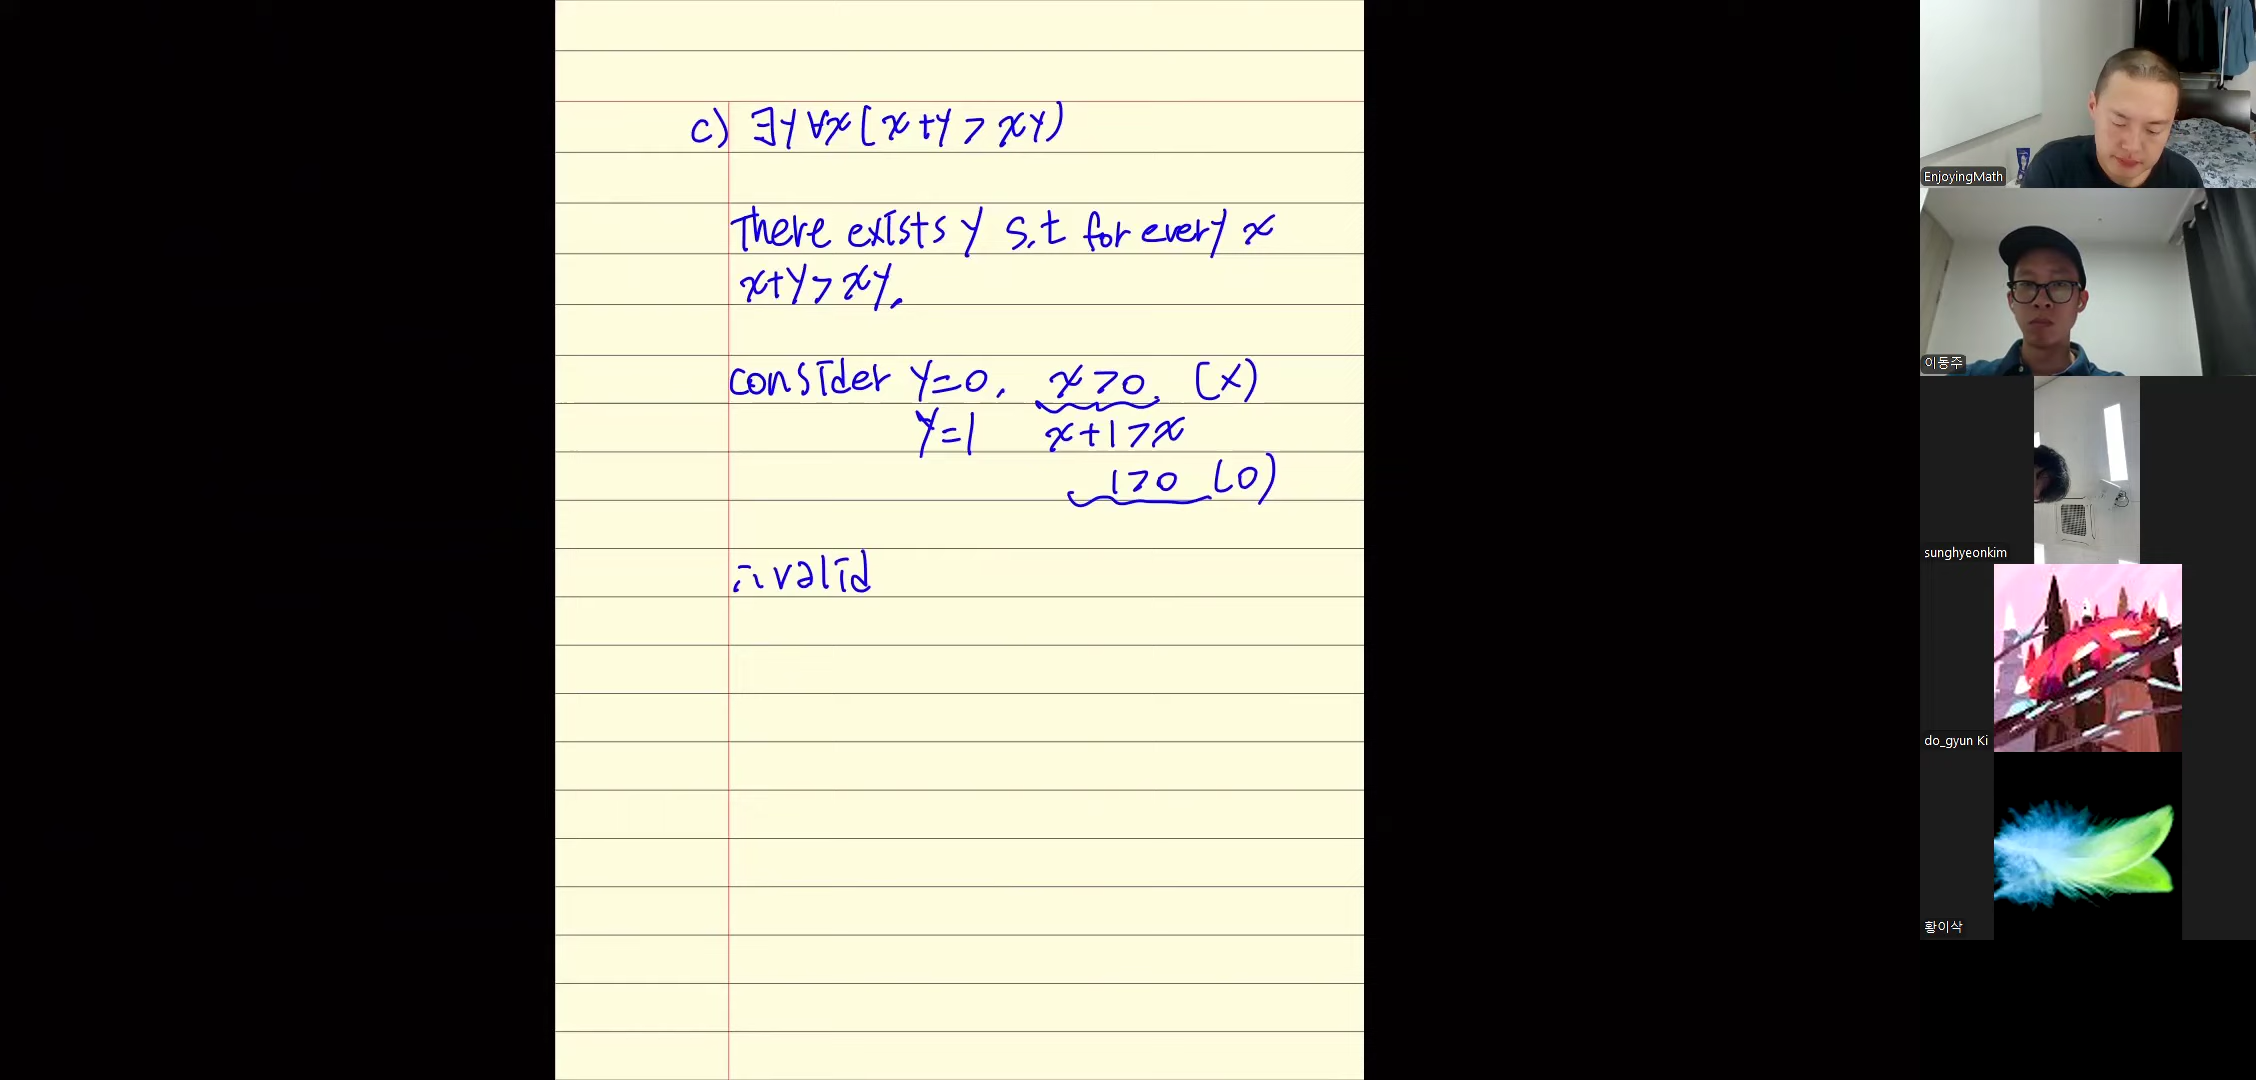 c) ∃y∀x(x+y>xy)
There exists y s.t for every x
x+y>xy.
consider y=0, x>0. (x)
y=1 x+1>x
1>0 (o)
∴ valid
EnjoyingMath
이동주
sunghyeonkim
do_gyun Ki
황이삭